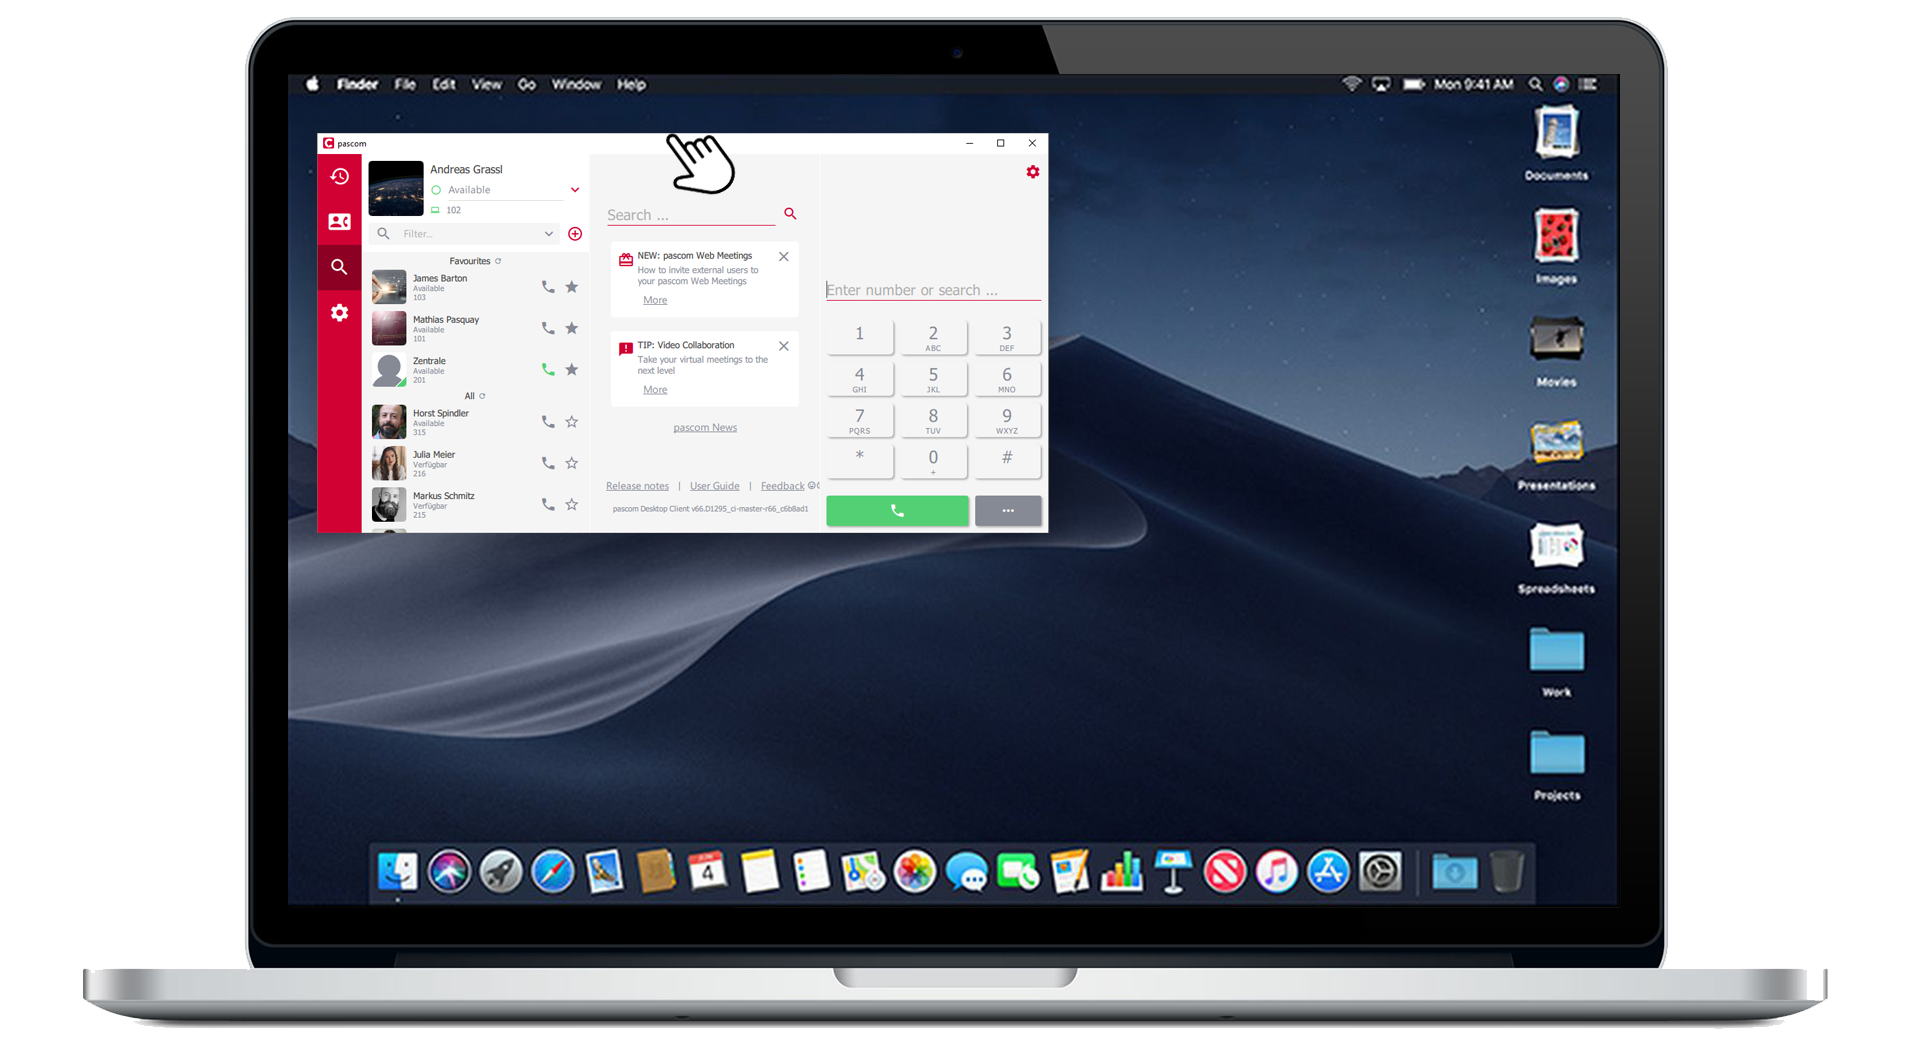 Finder File Edit View Go Window Help
Mon 9:41 AM
pascom
Andreas Grassl
Available
102
Filter...
Favourites
James Barton
Available
103
Mathias Pasquay
Available
101
Zentrale
Available
201
All
Horst Spindler
Available
315
Julia Meier
Verfügbar
216
Markus Schmitz
Verfügbar
215
Search ...
NEW: pascom Web Meetings
How to invite external users to
your pascom Web Meetings
More
TIP: Video Collaboration
Take your virtual meetings to the
next level
More
pascom News
Release notes | User Guide | Feedback
pascom Desktop Client v66.D1295_ci-master-r66_c6b8ad1
Enter number or search ...
1 2 3
ABC DEF
4 5 6
GHI JKL MNO
7 8 9
PQRS TUV WXYZ
* 0 #
+
Documents
Images
Movies
Presentations
Spreadsheets
Work
Projects
JUN
4